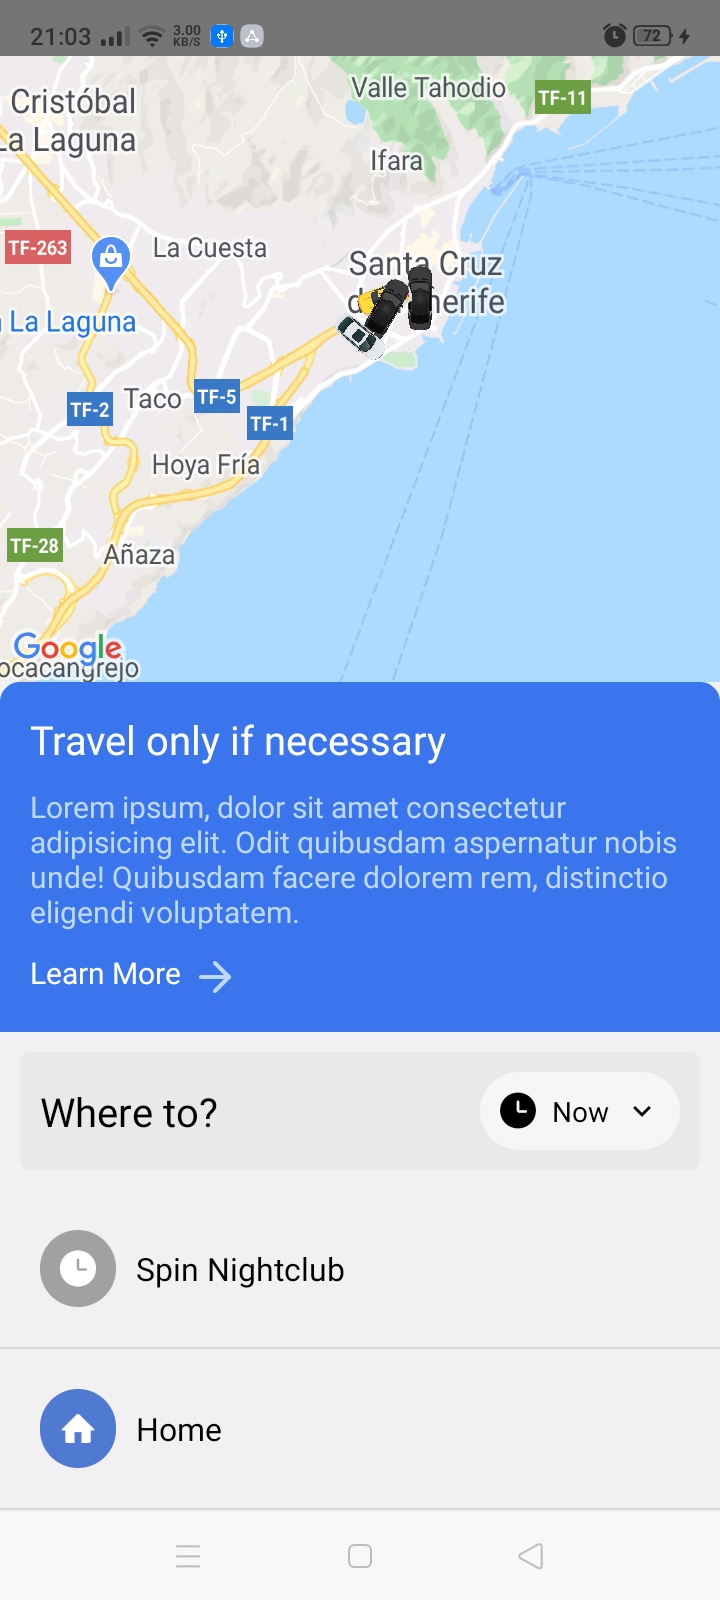 21:03
3.00
KB/S
72
Cristóbal
La Laguna
Valle Tahodio
TF-11
Ifara
TF-263
La Cuesta
Santa Cruz
La Laguna
TF-2
Taco
TF-5
TF-1
Hoya Fría
TF-28
Añaza
Google
Travel only if necessary
Lorem ipsum, dolor sit amet consectetur
adipisicing elit. Odit quibusdam aspernatur nobis
unde! Quibusdam facere dolorem rem, distinctio
eligendi voluptatem.
Learn More
Where to?
Now
Spin Nightclub
Home